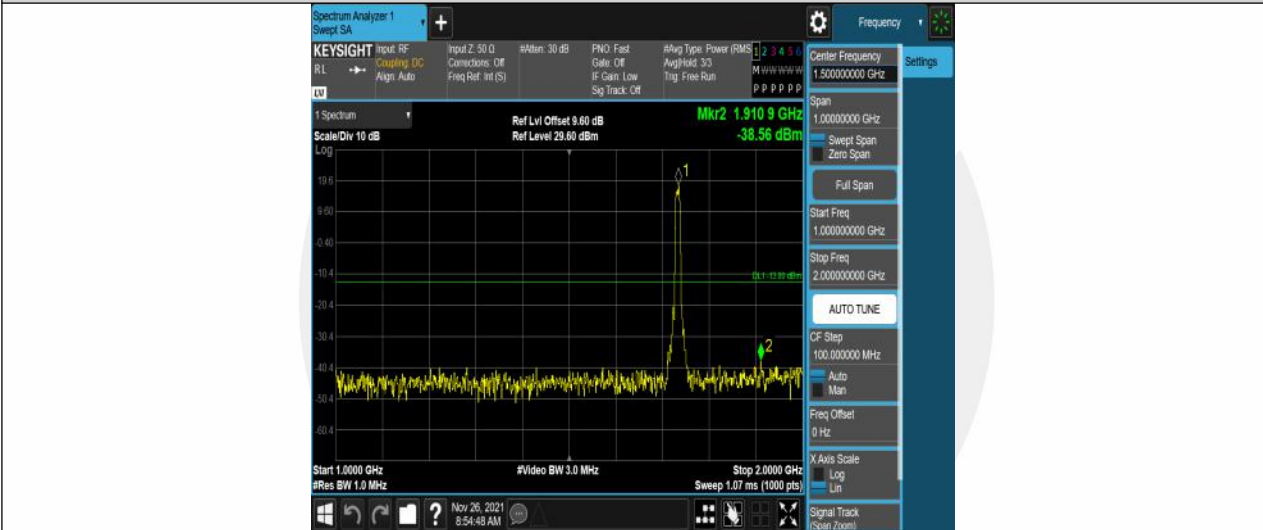 Spectrum Analyzer 1
Swept SA
+
Frequency
KEYSIGHT
RL
LV
Input: RF
Coupling: DC
Align: Auto
Input Z: 50 Ω
Corrections: Off
Freq Ref: Int (S)
#Atten: 30 dB
PNO: Fast
Gate: Off
IF Gain: Low
Sig Track: Off
#Avg Type: Power (RMS
Avg|Hold: 3/3
Trig: Free Run
1 2 3 4 5 6
M W W W W W
P P P P P P
1 Spectrum
Scale/Div 10 dB
Log
Ref Lvl Offset 9.60 dB
Ref Level 29.60 dBm
Mkr2 1.910 9 GHz
-38.56 dBm
1
19.6
9.60
-0.40
-10.4
DL1 -13.00 dBm
-20.4
-30.4
2
-40.4
-50.4
-60.4
Start 1.0000 GHz
#Res BW 1.0 MHz
#Video BW 3.0 MHz
Stop 2.0000 GHz
Sweep 1.07 ms (1000 pts)
?
Nov 26, 2021
8:54:48 AM
Settings
Center Frequency
1.500000000 GHz
Span
1.00000000 GHz
Swept Span
Zero Span
Full Span
Start Freq
1.000000000 GHz
Stop Freq
2.000000000 GHz
AUTO TUNE
CF Step
100.000000 MHz
Auto
Man
Freq Offset
0 Hz
X Axis Scale
Log
Lin
Signal Track
(Span Zoom)